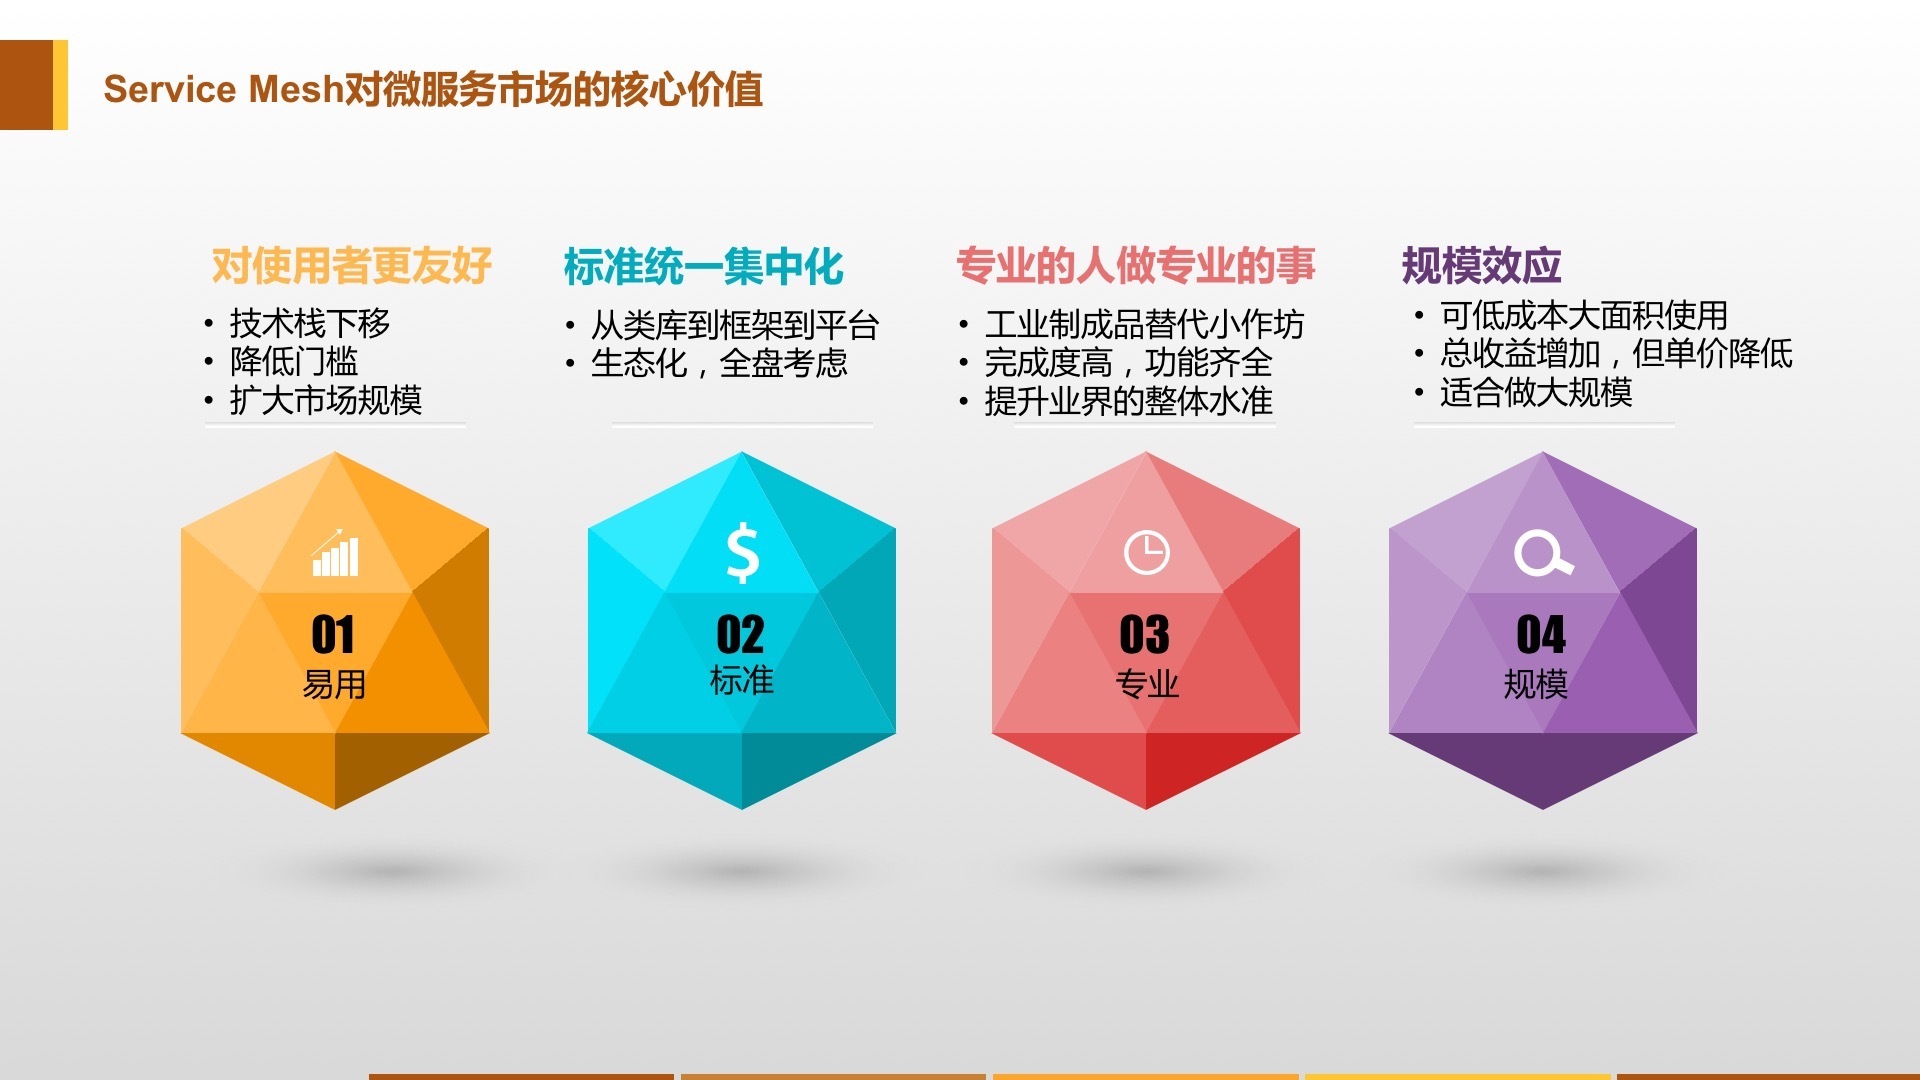 Service Mesh对微服务市场的核心价值
对使用者更友好
• 技术栈下移
• 降低门槛
• 扩大市场规模
01
易用
标准统一集中化
• 从类库到框架到平台
• 生态化，全盘考虑
$
02
标准
专业的人做专业的事
• 工业制成品替代小作坊
• 完成度高，功能齐全
• 提升业界的整体水准
03
专业
规模效应
• 可低成本大面积使用
• 总收益增加，但单价降低
• 适合做大规模
04
规模